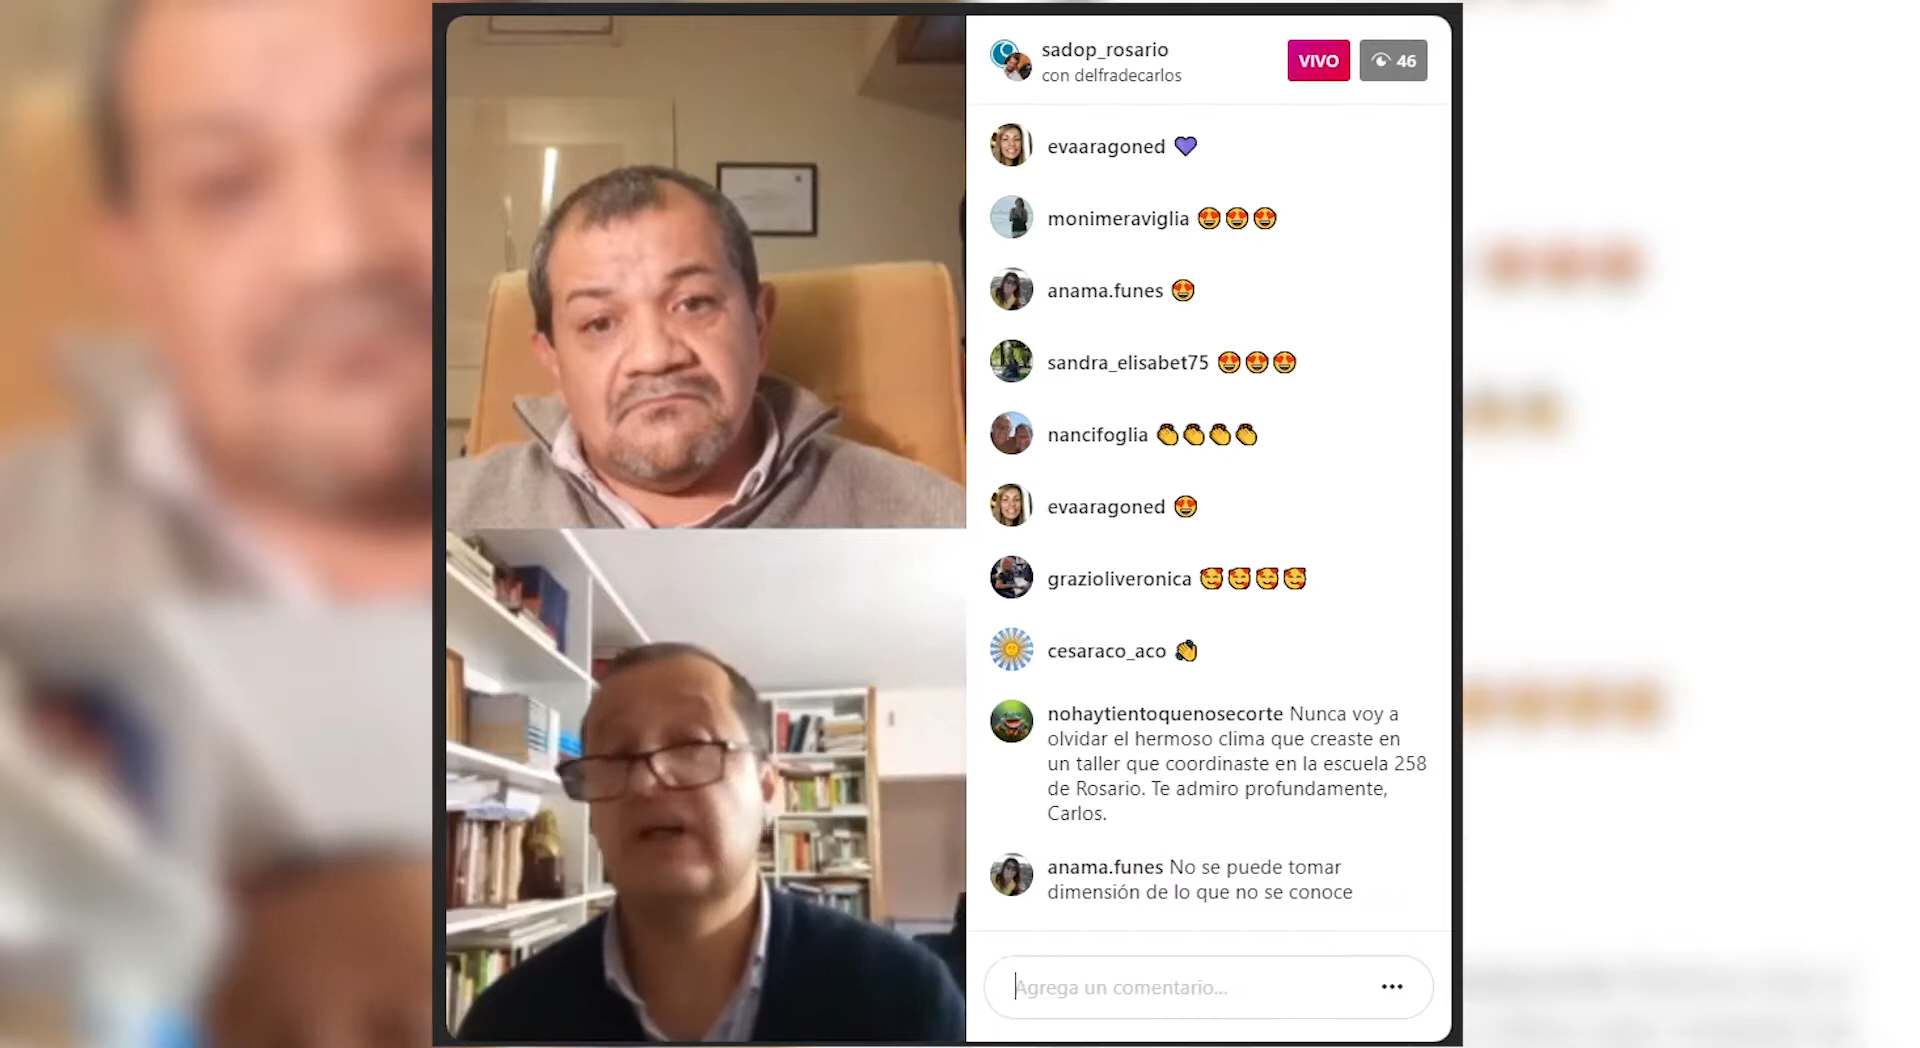 sadop_rosario
con delfradecarlos
VIVO
46
evaaragoned 💜
monimeraviglia 😍😍😍
anama.funes 😍
sandra_elisabet75 😍😍😍
nancifoglia 👏👏👏👏
evaaragoned 😍
grazioliveronica 🥰🥰🥰🥰
cesaraco_aco 👋
nohaytientoquenosecorte Nunca voy a
olvidar el hermoso clima que creaste en
un taller que coordinaste en la escuela 258
de Rosario. Te admiro profundamente,
Carlos.
anama.funes No se puede tomar
dimensión de lo que no se conoce
Agrega un comentario...